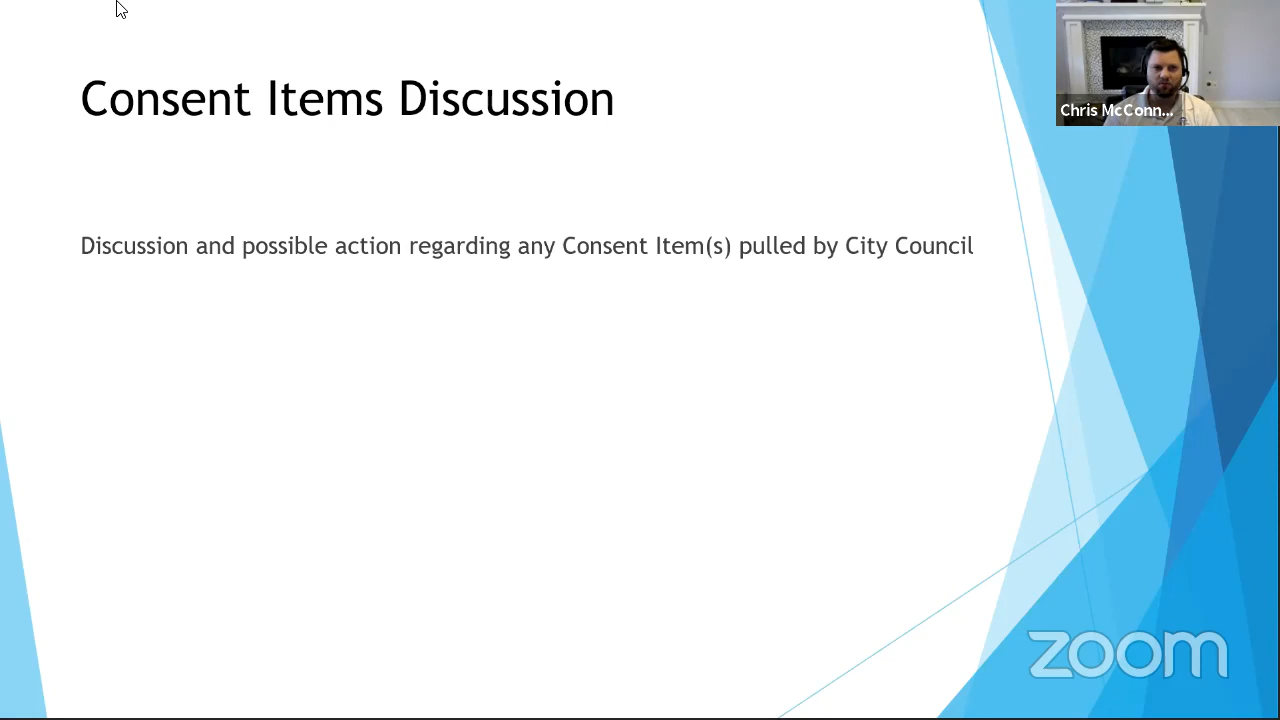 Consent Items Discussion
Chris McConn...
Discussion and possible action regarding any Consent Item(s) pulled by City Council
zoom